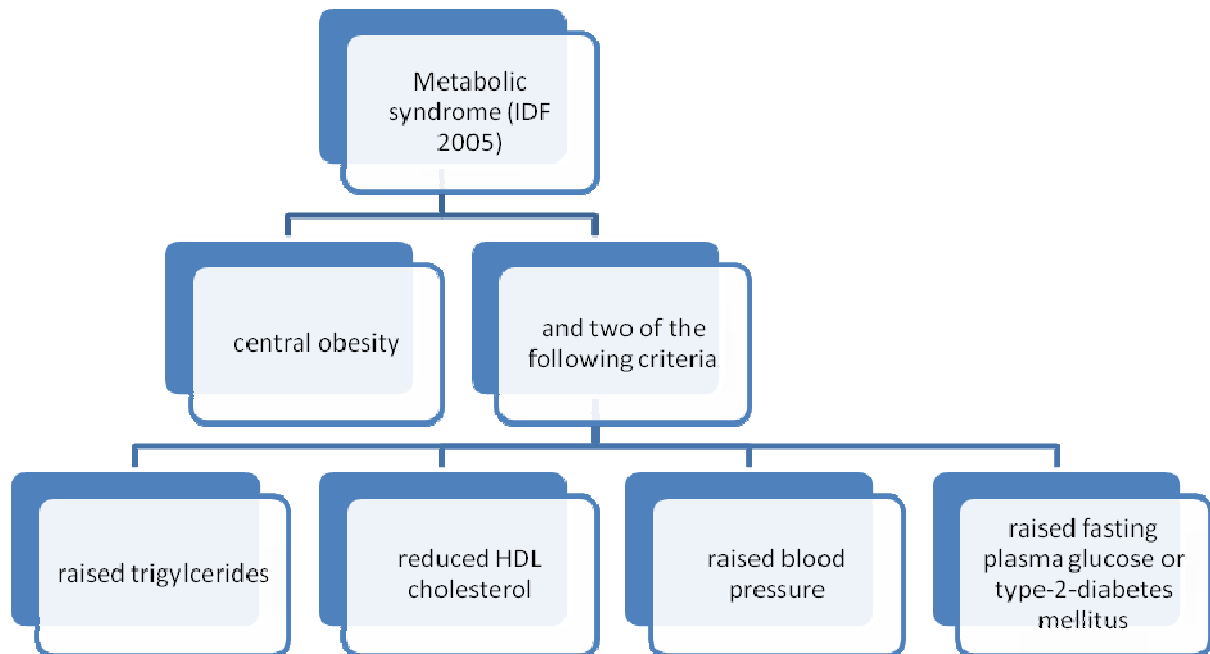 Metabolic
syndrome (IDF
2005)
central obesity
and two of the
following criteria
raised trigylcerides
reduced HDL
cholesterol
raised blood
pressure
raised fasting
plasma glucose or
type-2-diabetes
mellitus